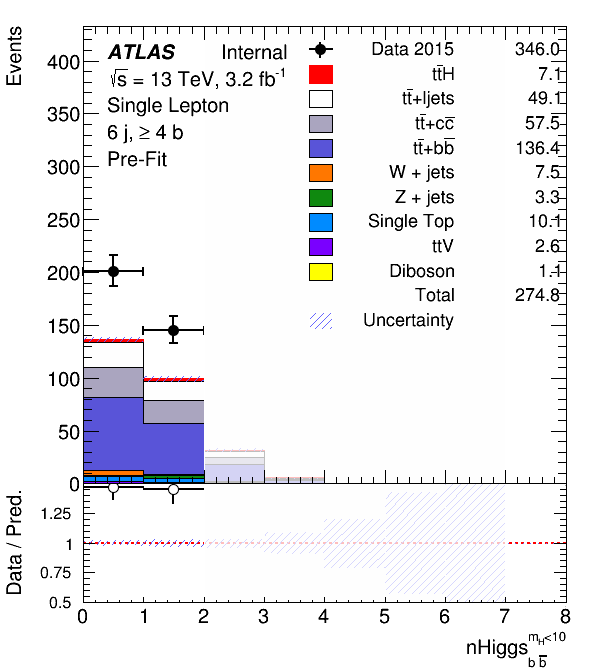 Events
ATLAS Internal
√s = 13 TeV, 3.2 fb⁻¹
Single Lepton
6 j, ≥ 4 b
Pre-Fit
Data 2015 346.0
tt̄H 7.1
tt̄+ljets 49.1
tt̄+cc̄ 57.5
tt̄+bb̄ 136.4
W + jets 7.5
Z + jets 3.3
Single Top 10.1
ttV 2.6
Diboson 1.1
Total 274.8
Uncertainty
400
350
300
250
200
150
100
50
0
Data / Pred.
1.25
1
0.75
0.5
0 1 2 3 4 5 6 7 8
nHiggs m_H<10 bb̄